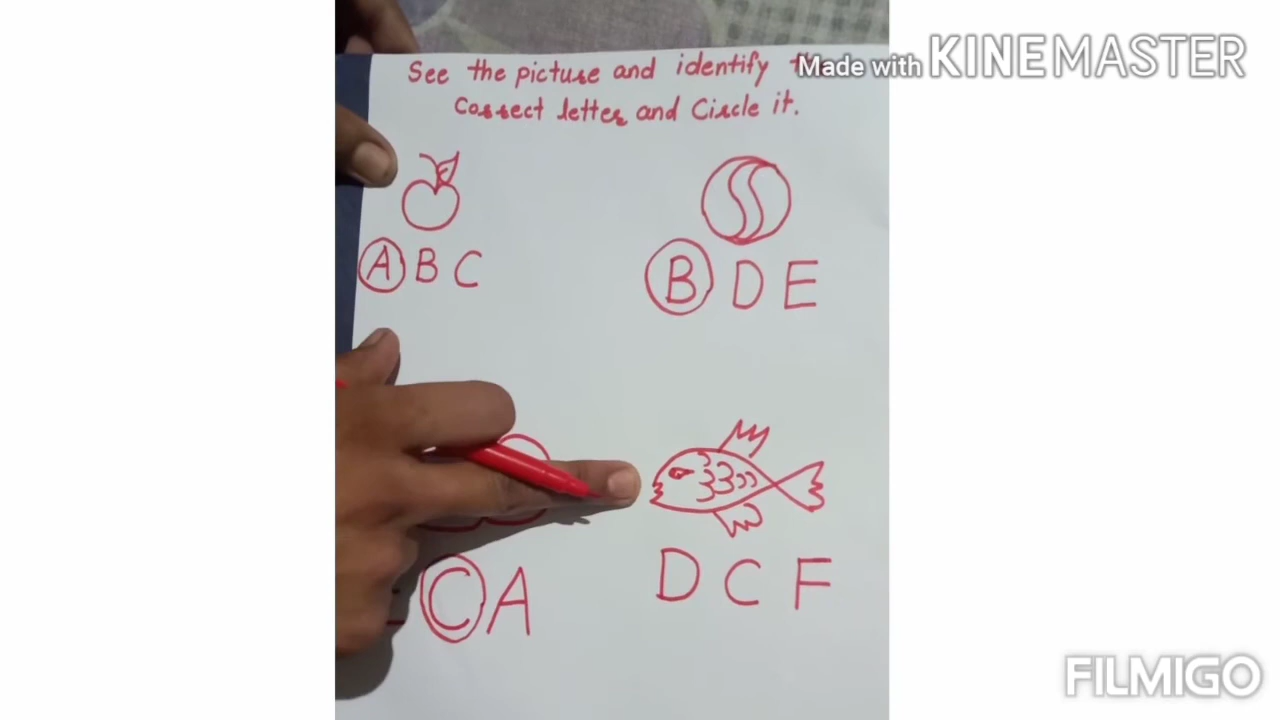 See the picture and identify
Correct letter and Circle it.
Made with KINEMASTER
A B C
B D E
C A
D C F
FILMIGO